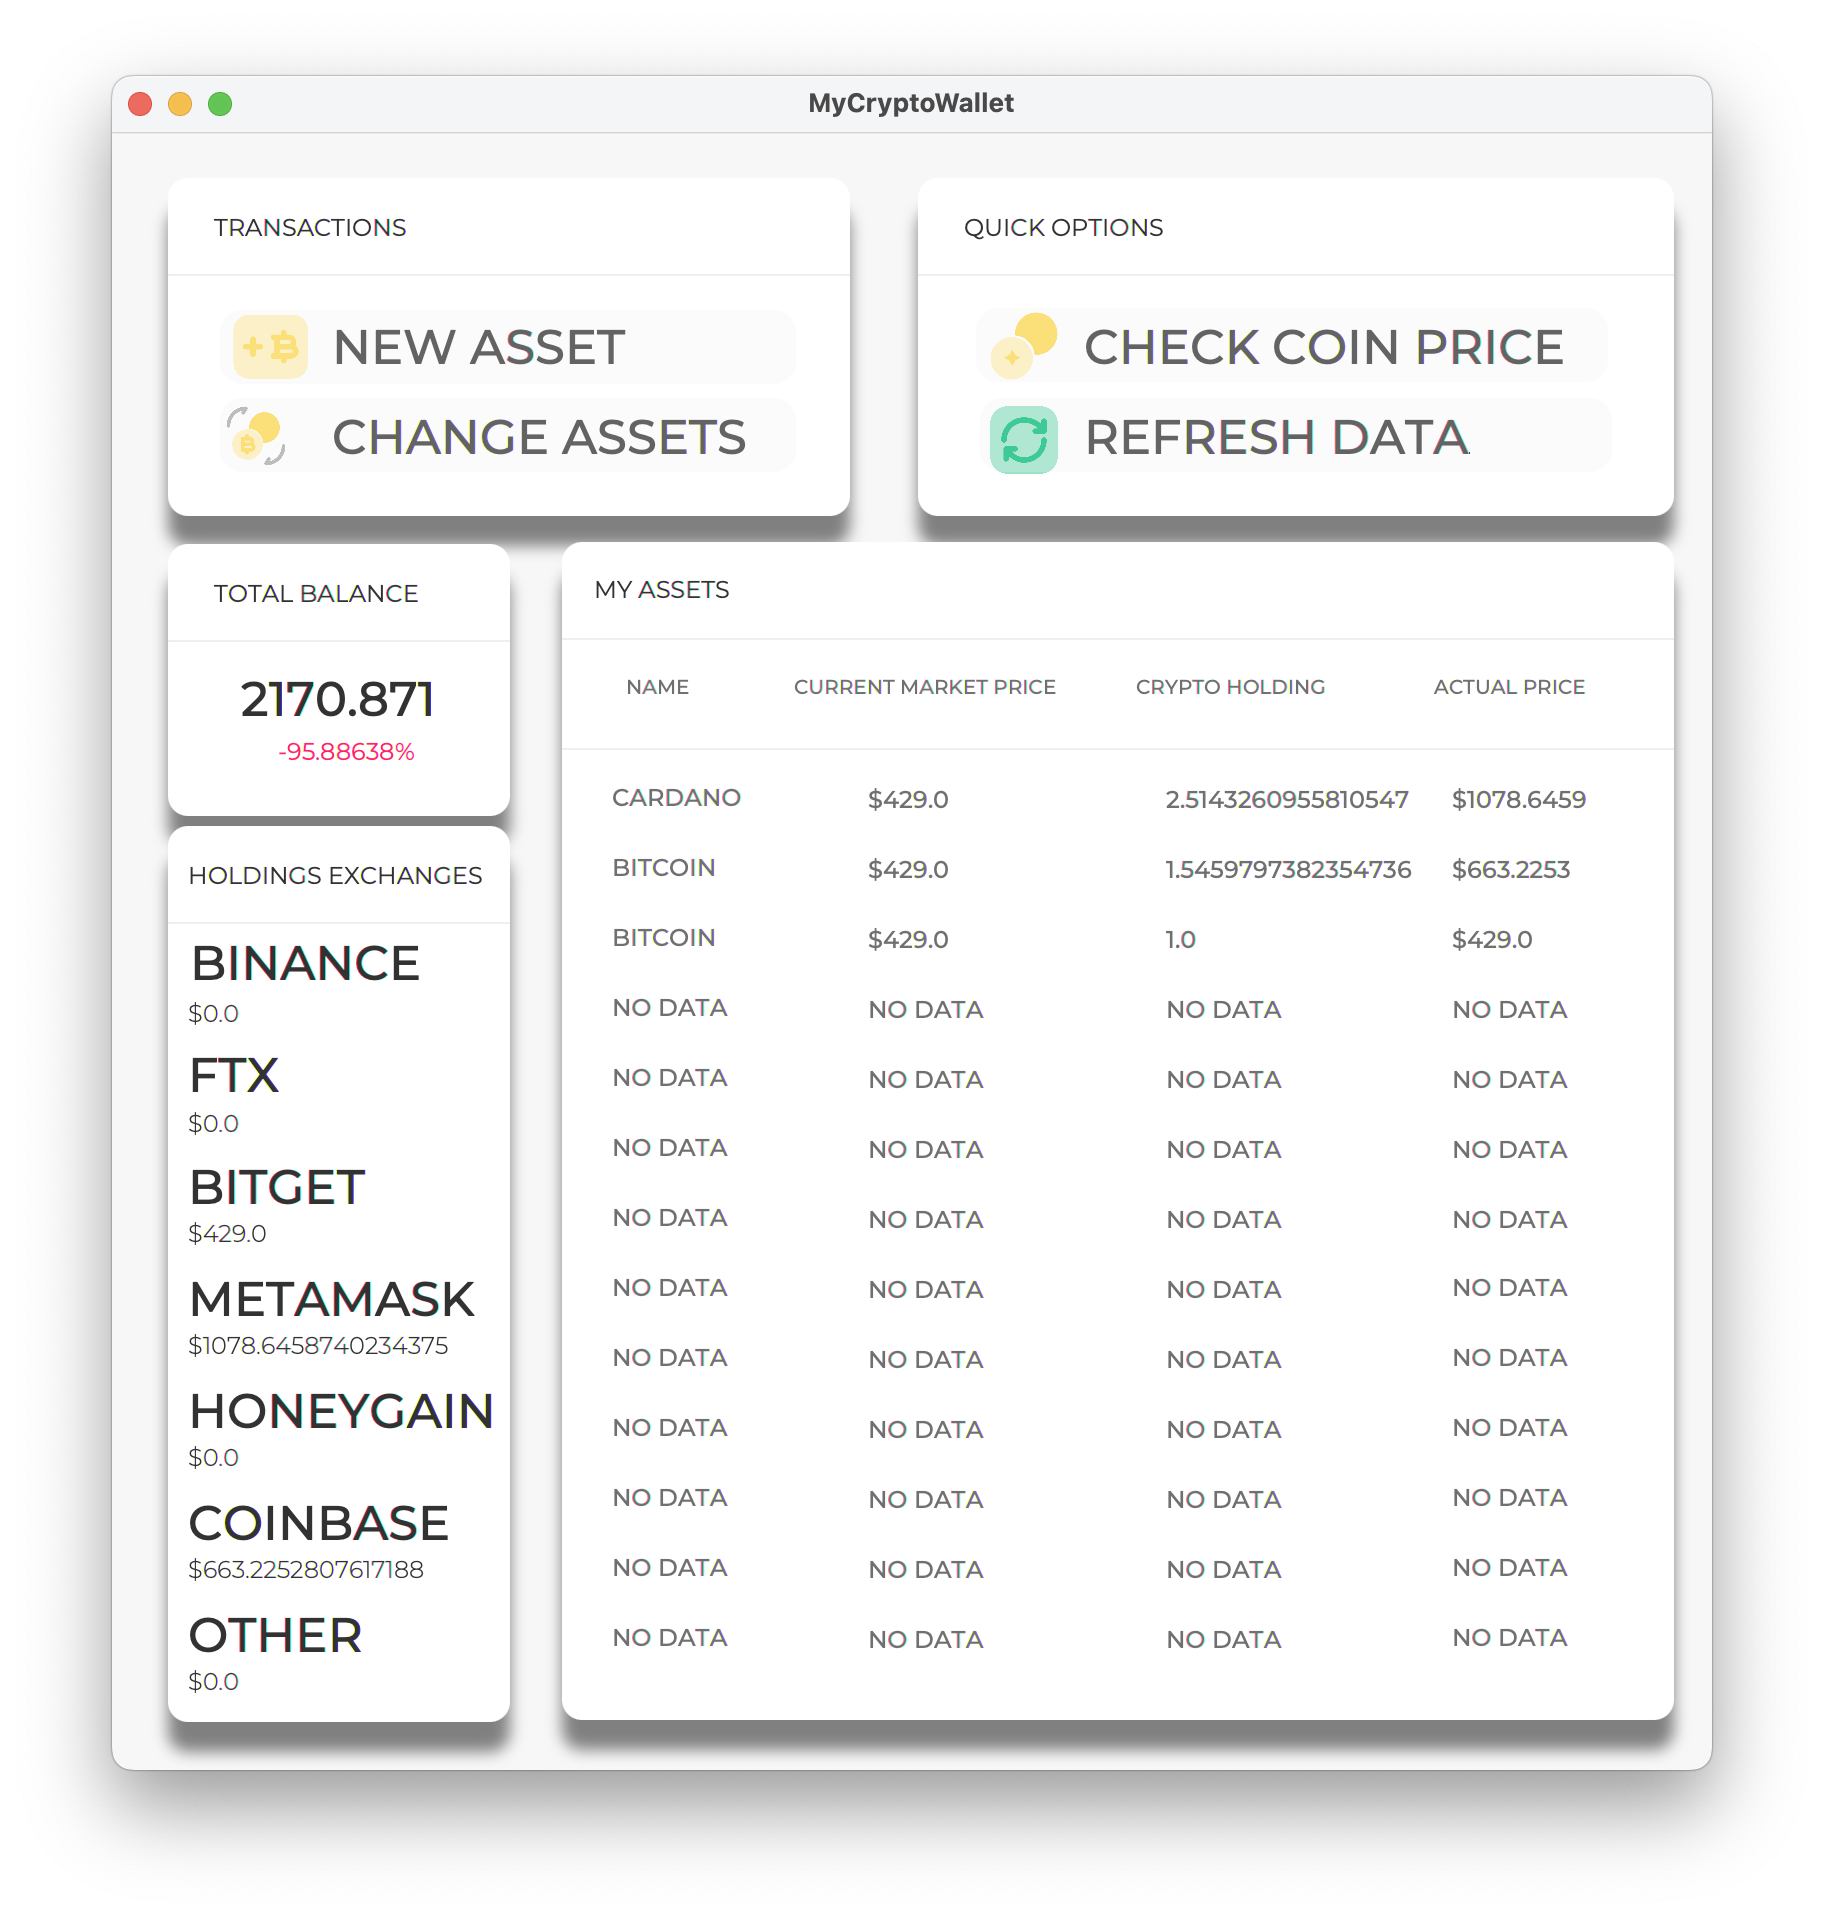 MyCryptoWallet
TRANSACTIONS
NEW ASSET
CHANGE ASSETS
QUICK OPTIONS
CHECK COIN PRICE
REFRESH DATA
TOTAL BALANCE
2170.871
-95.88638%
HOLDINGS EXCHANGES
BINANCE
$0.0
FTX
$0.0
BITGET
$429.0
METAMASK
$1078.6458740234375
HONEYGAIN
$0.0
COINBASE
$663.2252807617188
OTHER
$0.0
MY ASSETS
NAME CURRENT MARKET PRICE CRYPTO HOLDING ACTUAL PRICE
CARDANO $429.0 2.5143260955810547 $1078.6459
BITCOIN $429.0 1.5459797382354736 $663.2253
BITCOIN $429.0 1.0 $429.0
NO DATA NO DATA NO DATA NO DATA
NO DATA NO DATA NO DATA NO DATA
NO DATA NO DATA NO DATA NO DATA
NO DATA NO DATA NO DATA NO DATA
NO DATA NO DATA NO DATA NO DATA
NO DATA NO DATA NO DATA NO DATA
NO DATA NO DATA NO DATA NO DATA
NO DATA NO DATA NO DATA NO DATA
NO DATA NO DATA NO DATA NO DATA
NO DATA NO DATA NO DATA NO DATA